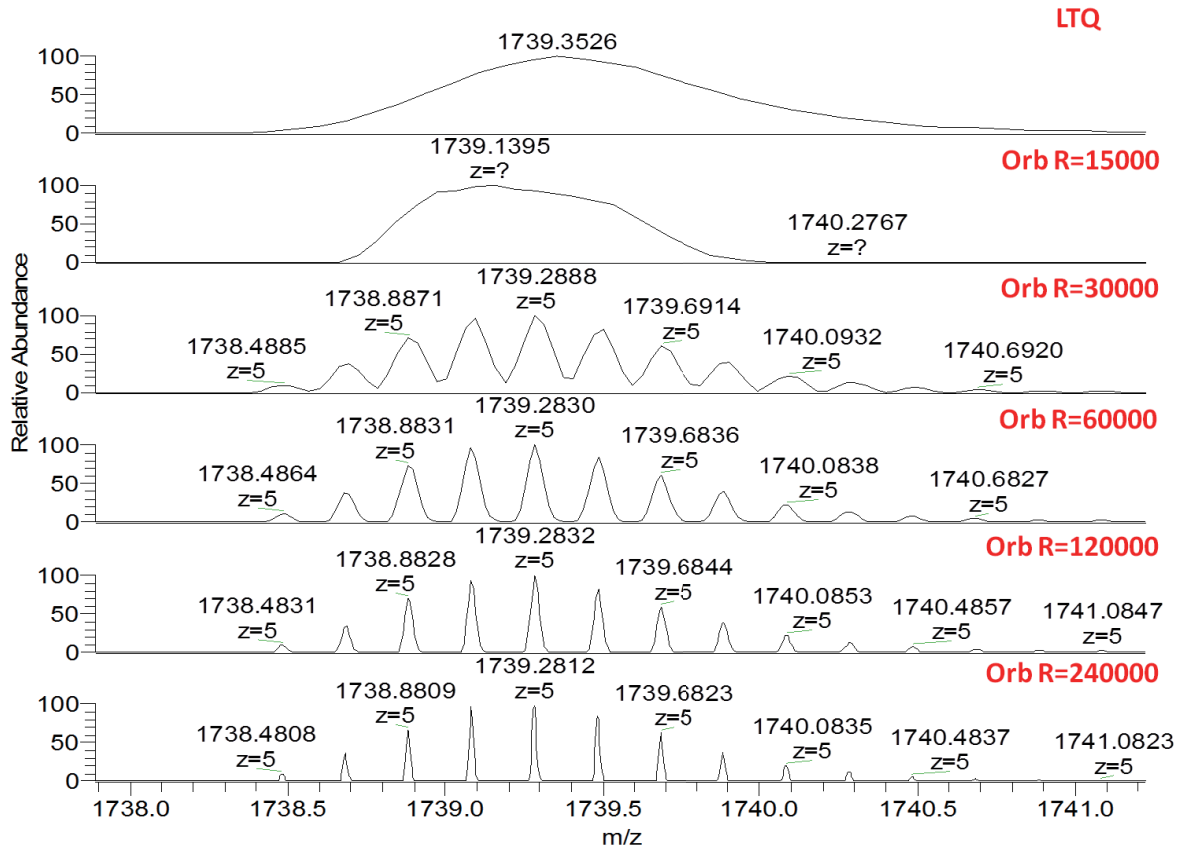 LTQ
1739.3526
100
50
0
Orb R=15000
1739.1395
z=?
1740.2767
z=?
100
50
0
Orb R=30000
1739.2888
z=5
1738.8871
z=5
1739.6914
z=5
1738.4885
z=5
1740.0932
z=5
1740.6920
z=5
100
50
0
Orb R=60000
1739.2830
z=5
1738.8831
z=5
1739.6836
z=5
1738.4864
z=5
1740.0838
z=5
1740.6827
z=5
100
50
0
Orb R=120000
1739.2832
z=5
1738.8828
z=5
1739.6844
z=5
1738.4831
z=5
1740.0853
z=5
1740.4857
z=5
1741.0847
z=5
100
50
0
Orb R=240000
1739.2812
z=5
1738.8809
z=5
1739.6823
z=5
1738.4808
z=5
1740.0835
z=5
1740.4837
z=5
1741.0823
z=5
100
50
0
Relative Abundance
1738.0 1738.5 1739.0 1739.5 1740.0 1740.5 1741.0
m/z